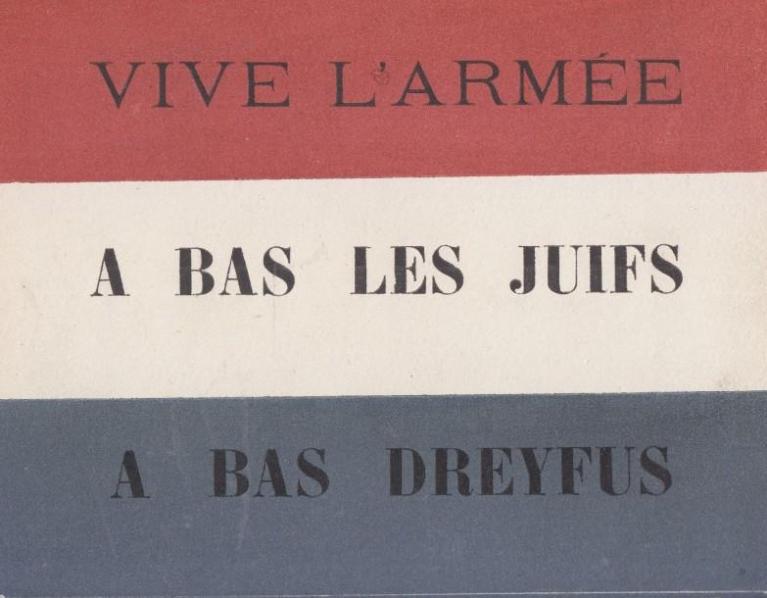 VIVE L'ARMÉE
A BAS LES JUIFS
A BAS DREYFUS